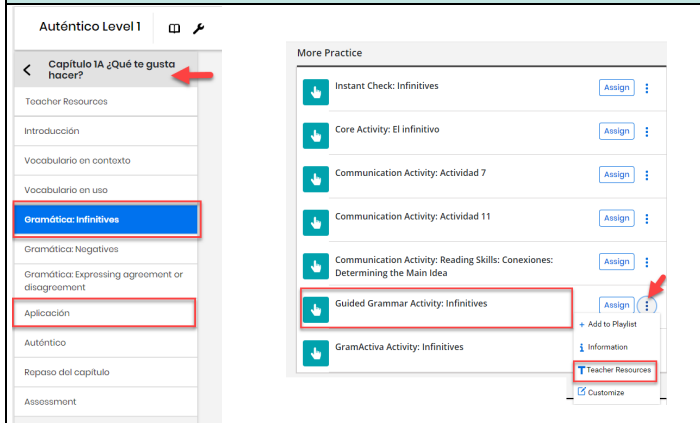 Auténtico Level 1
Capítulo 1A ¿Qué te gusta
hacer?
Teacher Resources
Introducción
Vocabulario en contexto
Vocabulario en uso
Gramática: Infinitives
Gramática: Negatives
Gramática: Expressing agreement or
disagreement
Aplicación
Auténtico
Repaso del capítulo
Assessment
More Practice
Instant Check: Infinitives
Assign
Core Activity: El infinitivo
Assign
Communication Activity: Actividad 7
Assign
Communication Activity: Actividad 11
Assign
Communication Activity: Reading Skills: Conexiones:
Determining the Main Idea
Assign
Guided Grammar Activity: Infinitives
Assign
+ Add to Playlist
i Information
T Teacher Resources
Customize
GramActiva Activity: Infinitives